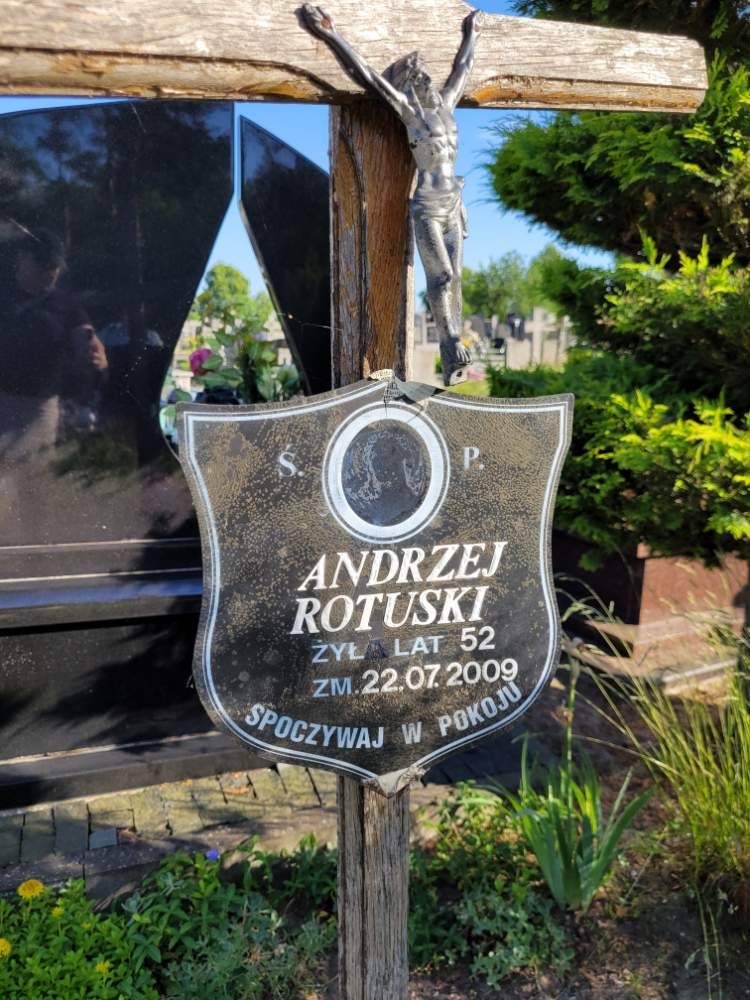 Ś. P.
ANDRZEJ
ROTUSKI
ŻYŁ LAT 52
ZM. 22.07.2009
SPOCZYWAJ W POKOJU